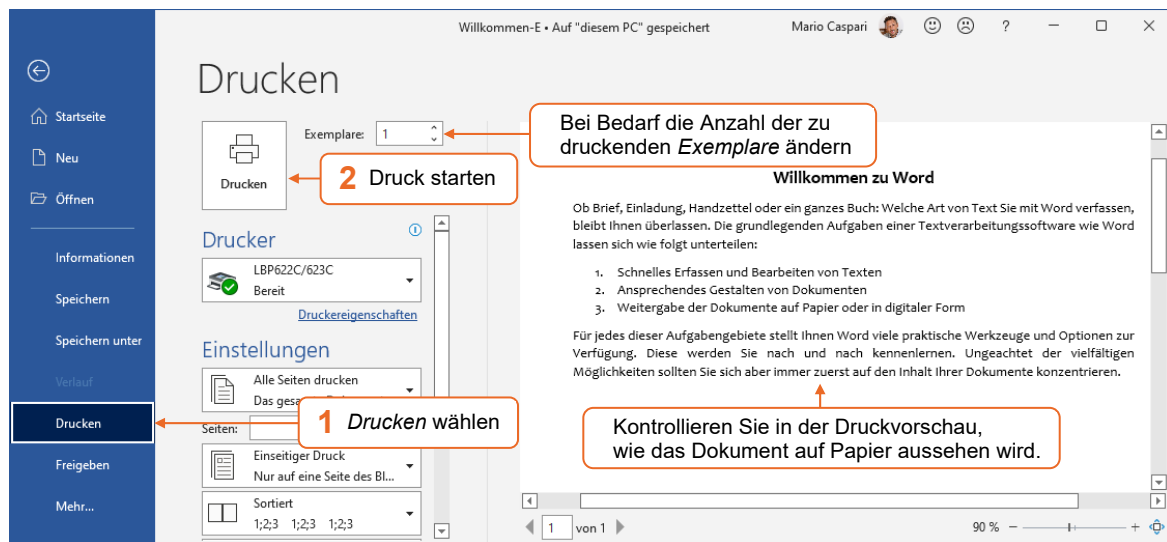 Willkommen-E • Auf "diesem PC" gespeichert
Mario Caspari
?
Drucken
Startseite
Neu
Öffnen
Informationen
Speichern
Speichern unter
Verlauf
Drucken
Freigeben
Mehr...
Exemplare: 1
Drucken
Bei Bedarf die Anzahl der zu
druckenden Exemplare ändern
2 Druck starten
Drucker
LBP622C/623C
Bereit
Druckereigenschaften
Einstellungen
Alle Seiten drucken
Das
1 Drucken wählen
Seiten:
Einseitiger Druck
Nur auf eine Seite des Bl...
Sortiert
1;2;3 1;2;3 1;2;3
Willkommen zu Word
Ob Brief, Einladung, Handzettel oder ein ganzes Buch: Welche Art von Text Sie mit Word verfassen,
bleibt Ihnen überlassen. Die grundlegenden Aufgaben einer Textverarbeitungssoftware wie Word
lassen sich wie folgt unterteilen:
1. Schnelles Erfassen und Bearbeiten von Texten
2. Ansprechendes Gestalten von Dokumenten
3. Weitergabe der Dokumente auf Papier oder in digitaler Form
Für jedes dieser Aufgabengebiete stellt Ihnen Word viele praktische Werkzeuge und Optionen zur
Verfügung. Diese werden Sie nach und nach kennenlernen. Ungeachtet der vielfältigen
Möglichkeiten sollten Sie sich aber immer zuerst auf den Inhalt Ihrer Dokumente konzentrieren.
Kontrollieren Sie in der Druckvorschau,
wie das Dokument auf Papier aussehen wird.
1 von 1
90 %